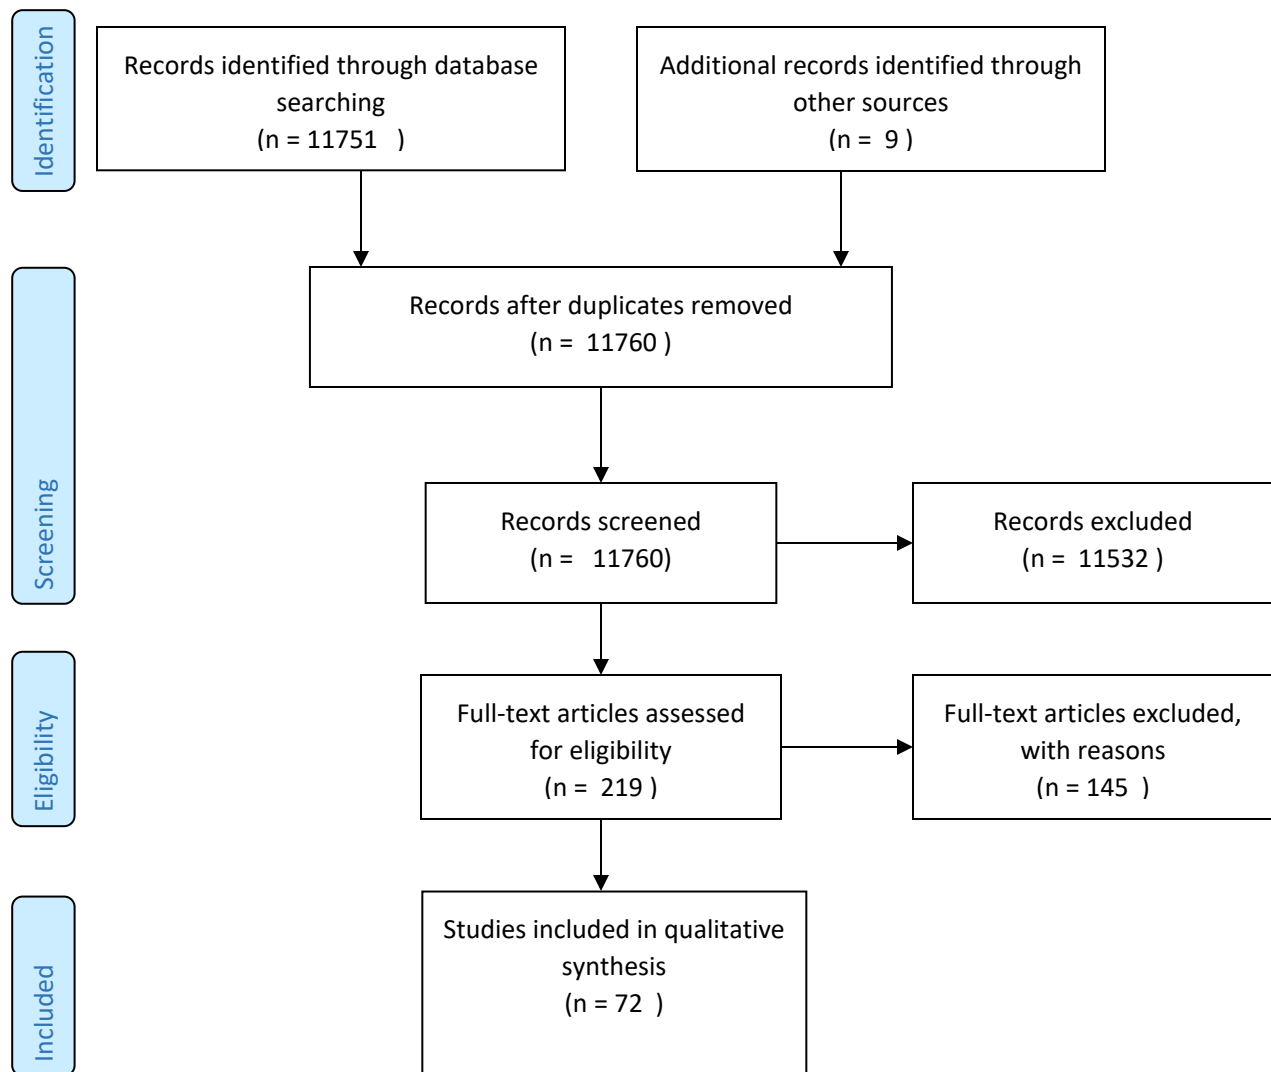 Identification
Records identified through database
searching
(n = 11751 )
Additional records identified through
other sources
(n = 9 )
Screening
Records after duplicates removed
(n = 11760 )
Records screened
(n = 11760)
Records excluded
(n = 11532 )
Eligibility
Full-text articles assessed
for eligibility
(n = 219 )
Full-text articles excluded,
with reasons
(n = 145 )
Included
Studies included in qualitative
synthesis
(n = 72 )